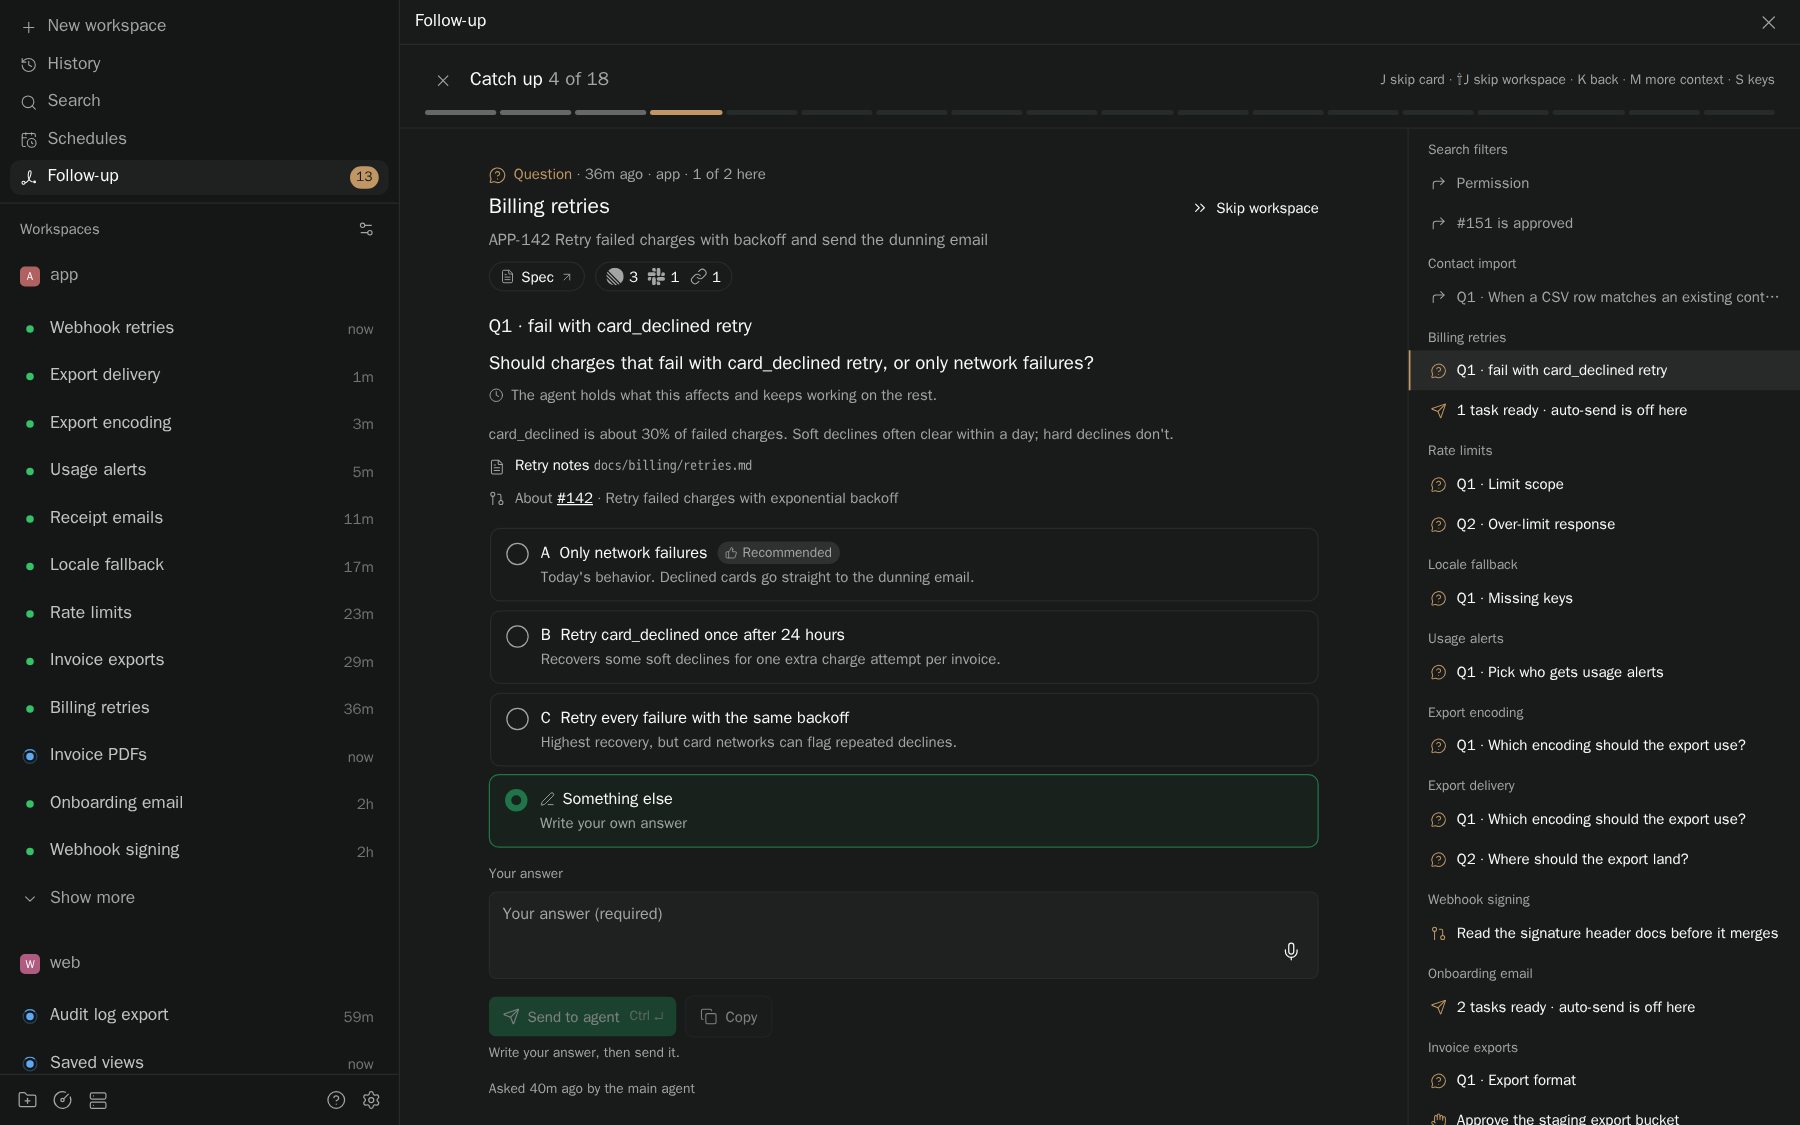 New workspace
History
Search
Schedules
Follow-up 13
Workspaces
A app
Webhook retries now
Export delivery 1m
Export encoding 3m
Usage alerts 5m
Receipt emails 11m
Locale fallback 17m
Rate limits 23m
Invoice exports 29m
Billing retries 36m
Invoice PDFs now
Onboarding email 2h
Webhook signing 2h
Show more
W web
Audit log export 59m
Saved views now
Follow-up
Catch up 4 of 18
J skip card · ⇧J skip workspace · K back · M more context · S keys
Question · 36m ago · app · 1 of 2 here
Billing retries
Skip workspace
APP-142 Retry failed charges with backoff and send the dunning email
Spec 3 1 1
Q1 · fail with card_declined retry
Should charges that fail with card_declined retry, or only network failures?
The agent holds what this affects and keeps working on the rest.
card_declined is about 30% of failed charges. Soft declines often clear within a day; hard declines don't.
Retry notes docs/billing/retries.md
About #142 · Retry failed charges with exponential backoff
A Only network failures Recommended
Today's behavior. Declined cards go straight to the dunning email.
B Retry card_declined once after 24 hours
Recovers some soft declines for one extra charge attempt per invoice.
C Retry every failure with the same backoff
Highest recovery, but card networks can flag repeated declines.
Something else
Write your own answer
Your answer
Your answer (required)
Send to agent Ctrl ↵
Copy
Write your answer, then send it.
Asked 40m ago by the main agent
Search filters
Permission
#151 is approved
Contact import
Q1 · When a CSV row matches an existing cont···
Billing retries
Q1 · fail with card_declined retry
1 task ready · auto-send is off here
Rate limits
Q1 · Limit scope
Q2 · Over-limit response
Locale fallback
Q1 · Missing keys
Usage alerts
Q1 · Pick who gets usage alerts
Export encoding
Q1 · Which encoding should the export use?
Export delivery
Q1 · Which encoding should the export use?
Q2 · Where should the export land?
Webhook signing
Read the signature header docs before it merges
Onboarding email
2 tasks ready · auto-send is off here
Invoice exports
Q1 · Export format
Approve the staging export bucket